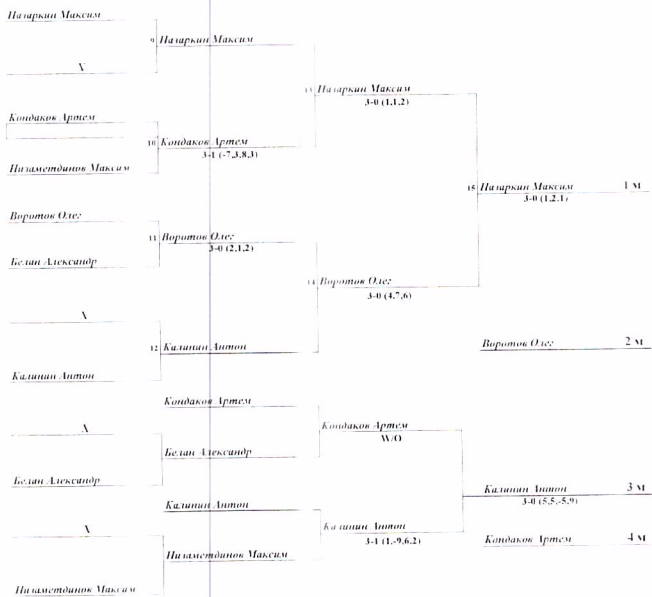 Назаркин Максим
9 Назаркин Максим
X
13 Назаркин Максим
3-0 (1,1,2)
Кондаков Артем
10 Кондаков Артем
3-1 (-7,3,8,3)
Низаметдинов Максим
15 Назаркин Максим 1 м
3-0 (1,2,1)
Воротов Олег
11 Воротов Олег
3-0 (2,1,2)
Белан Александр
14 Воротов Олег
3-0 (4,7,6)
X
12 Калинин Антон
Воротов Олег 2 м
Калинин Антон
Кондаков Артем
Кондаков Артем
W/O
X
Белан Александр
Белан Александр
Калинин Антон 3 м
3-0 (5,5,-5,9)
Калинин Антон
Калинин Антон
3-1 (1,-9,6,2)
X
Кондаков Артем 4 м
Низаметдинов Максим
Низаметдинов Максим